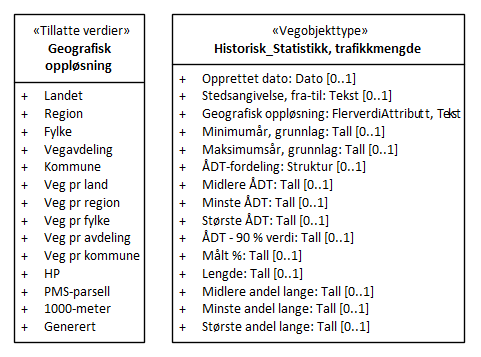 «Tillatte verdier»
Geografisk
oppløsning
+ Landet
+ Region
+ Fylke
+ Vegavdeling
+ Kommune
+ Veg pr land
+ Veg pr region
+ Veg pr fylke
+ Veg pr avdeling
+ Veg pr kommune
+ HP
+ PMS-parsell
+ 1000-meter
+ Generert
«Vegobjekttype»
Historisk_Statistikk, trafikkmengde
+ Opprettet dato: Dato [0..1]
+ Stedsangivelse, fra-til: Tekst [0..1]
+ Geografisk oppløsning: FlerverdiAttributt, Tekst
+ Minimumår, grunnlag: Tall [0..1]
+ Maksimumsår, grunnlag: Tall [0..1]
+ ÅDT-fordeling: Struktur [0..1]
+ Midlere ÅDT: Tall [0..1]
+ Minste ÅDT: Tall [0..1]
+ Største ÅDT: Tall [0..1]
+ ÅDT - 90 % verdi: Tall [0..1]
+ Målt %: Tall [0..1]
+ Lengde: Tall [0..1]
+ Midlere andel lange: Tall [0..1]
+ Minste andel lange: Tall [0..1]
+ Største andel lange: Tall [0..1]